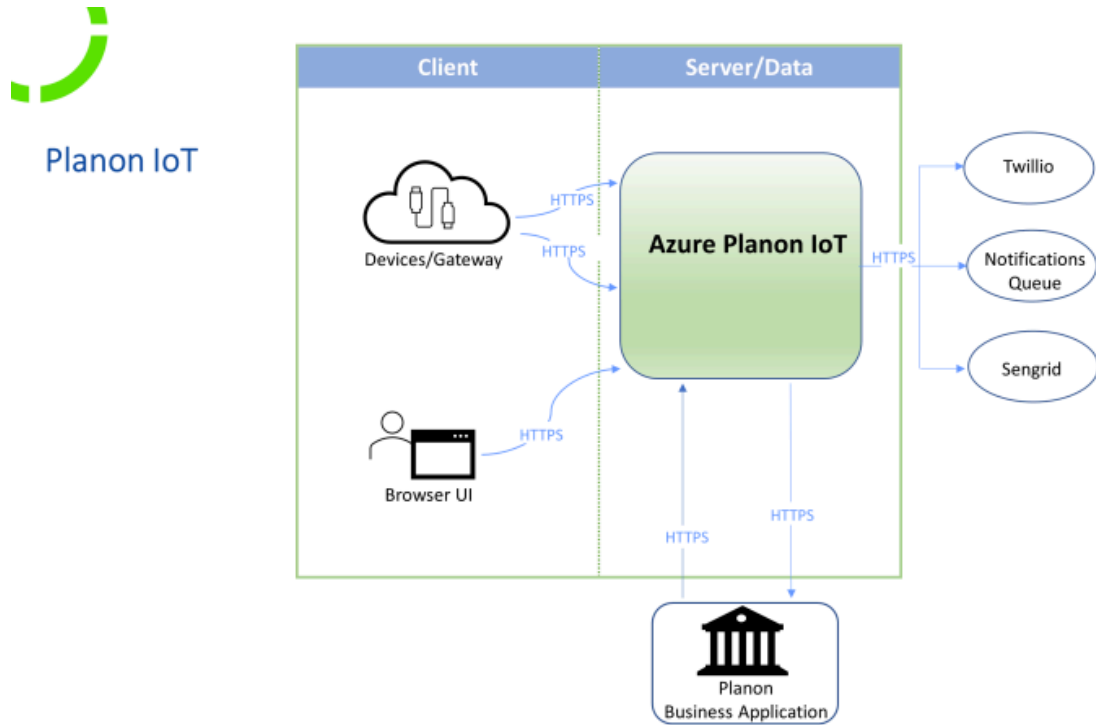 Planon IoT
Client
Server/Data
Devices/Gateway
HTTPS
HTTPS
Azure Planon IoT
HTTPS
Twillio
Notifications
Queue
Sengrid
HTTPS
Browser UI
HTTPS
HTTPS
Planon
Business Application